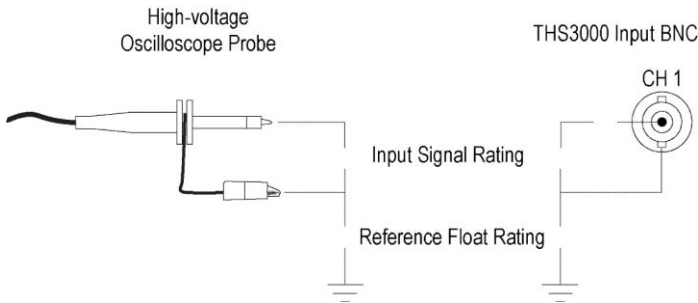 High-voltage
Oscilloscope Probe
THS3000 Input BNC
CH 1
Input Signal Rating
Reference Float Rating